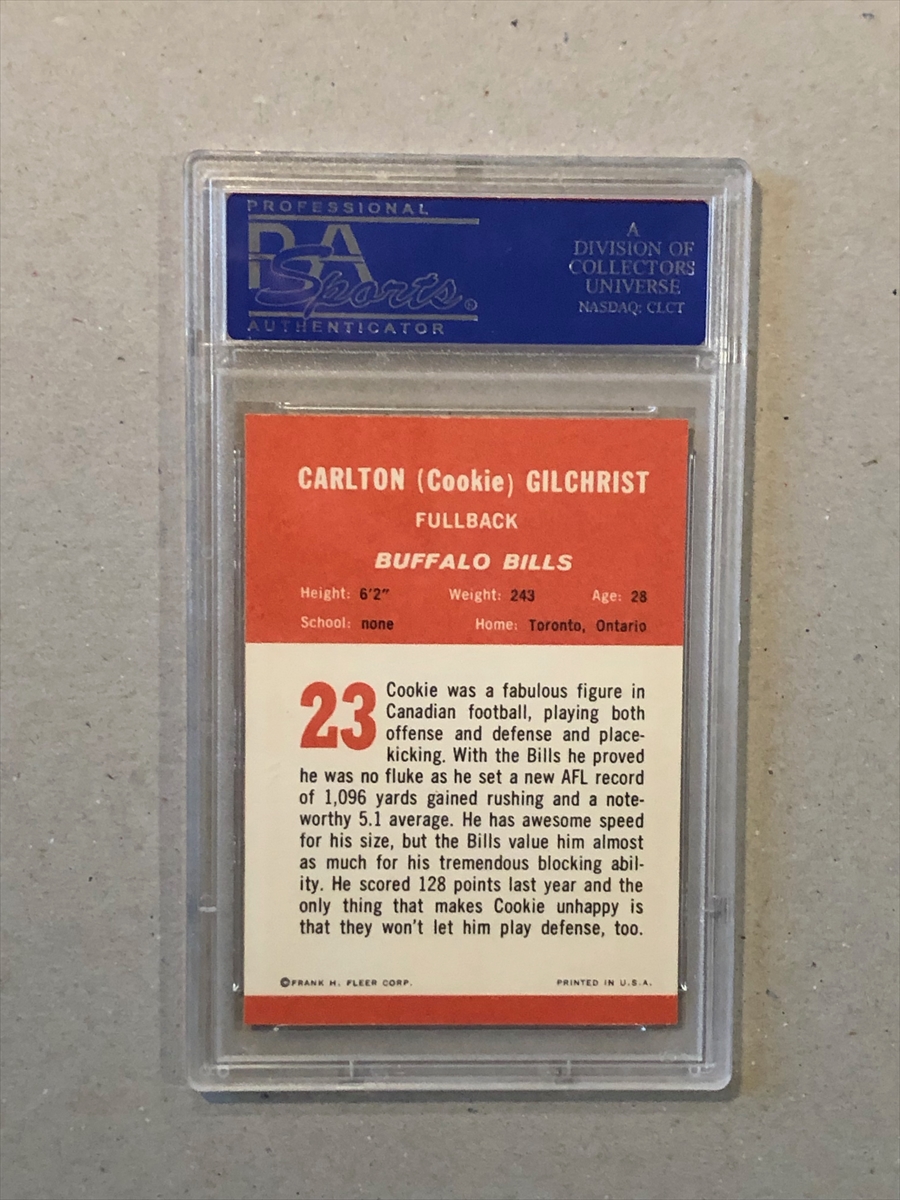 PROFESSIONAL
PSA
Sports
AUTHENTICATOR
A
DIVISION OF
COLLECTORS
UNIVERSE
NASDAQ: CLCT
CARLTON (Cookie) GILCHRIST
FULLBACK
BUFFALO BILLS
Height: 6'2" Weight: 243 Age: 28
School: none Home: Toronto, Ontario
23
Cookie was a fabulous figure in
Canadian football, playing both
offense and defense and place-
kicking. With the Bills he proved
he was no fluke as he set a new AFL record
of 1,096 yards gained rushing and a note-
worthy 5.1 average. He has awesome speed
for his size, but the Bills value him almost
as much for his tremendous blocking abil-
ity. He scored 128 points last year and the
only thing that makes Cookie unhappy is
that they won't let him play defense, too.
©FRANK H. FLEER CORP. PRINTED IN U.S.A.